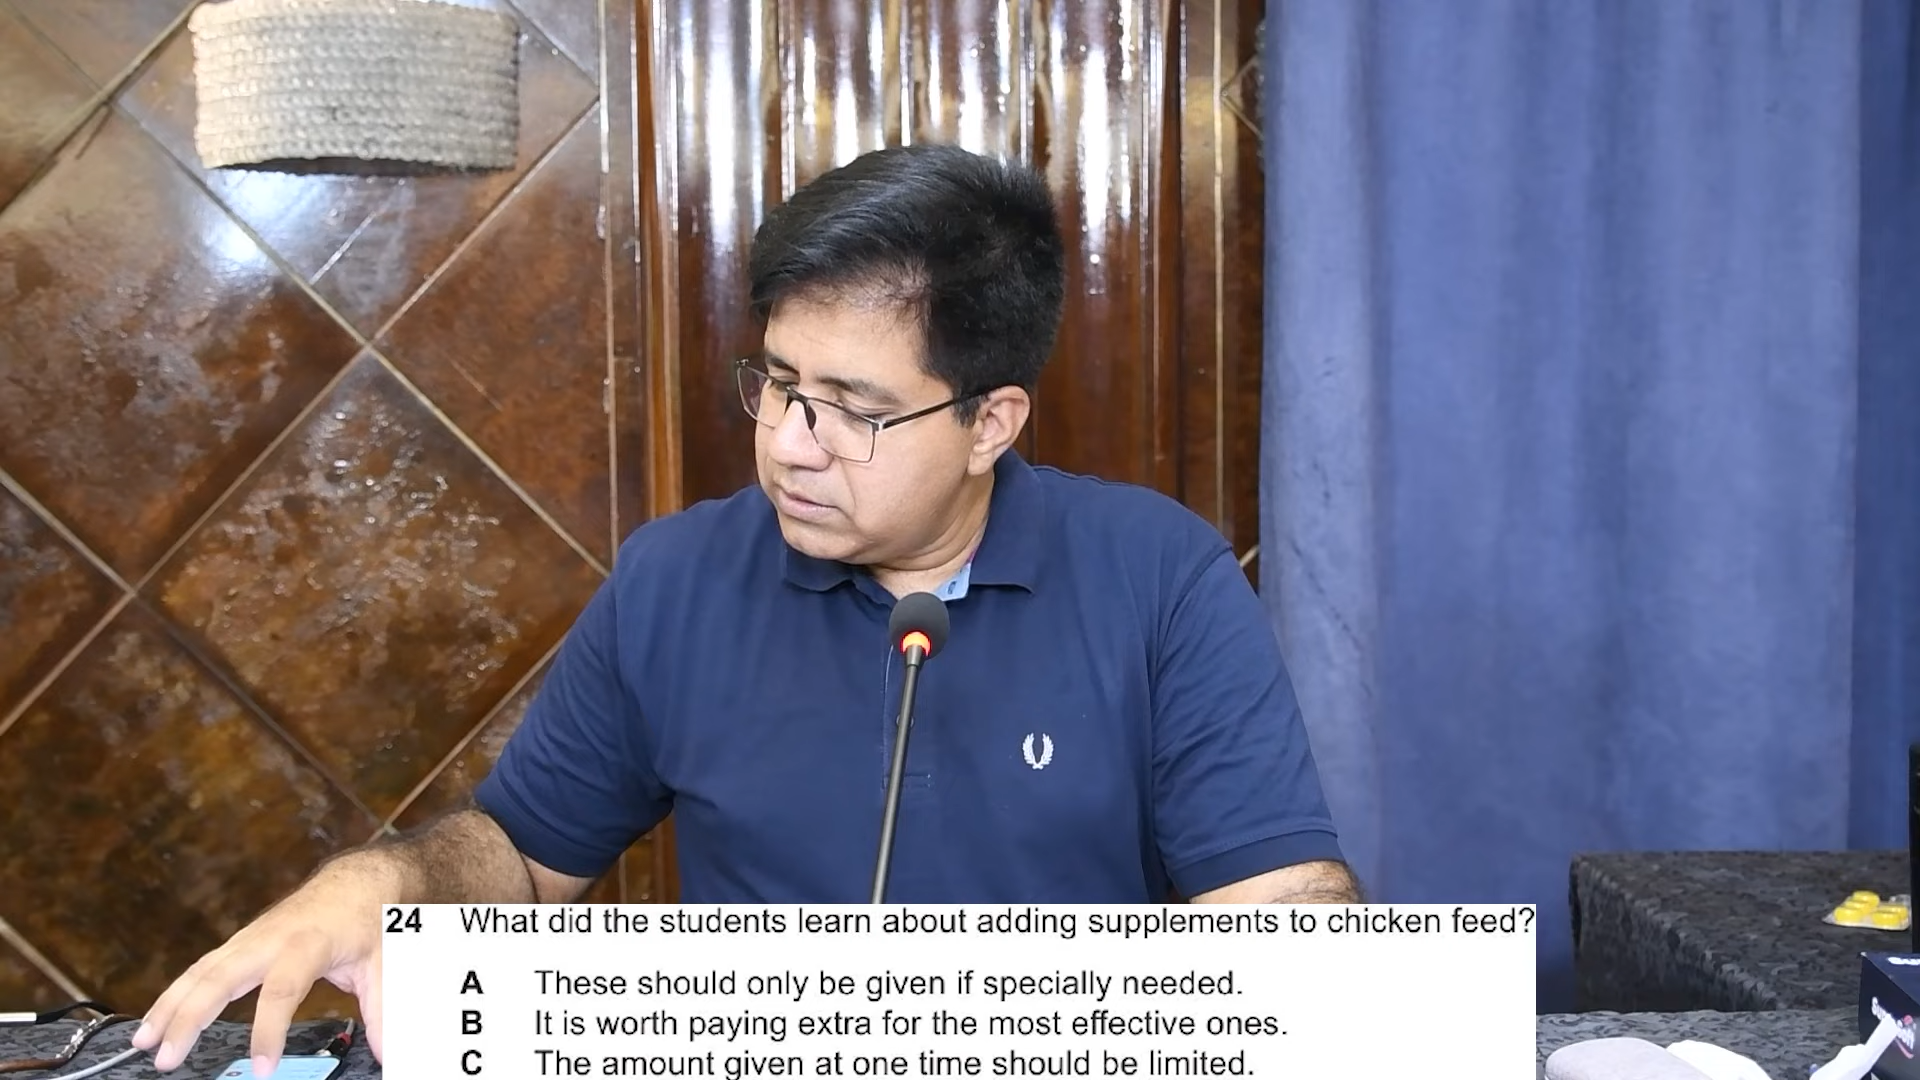 24 What did the students learn about adding supplements to chicken feed?
A These should only be given if specially needed.
B It is worth paying extra for the most effective ones.
C The amount given at one time should be limited.